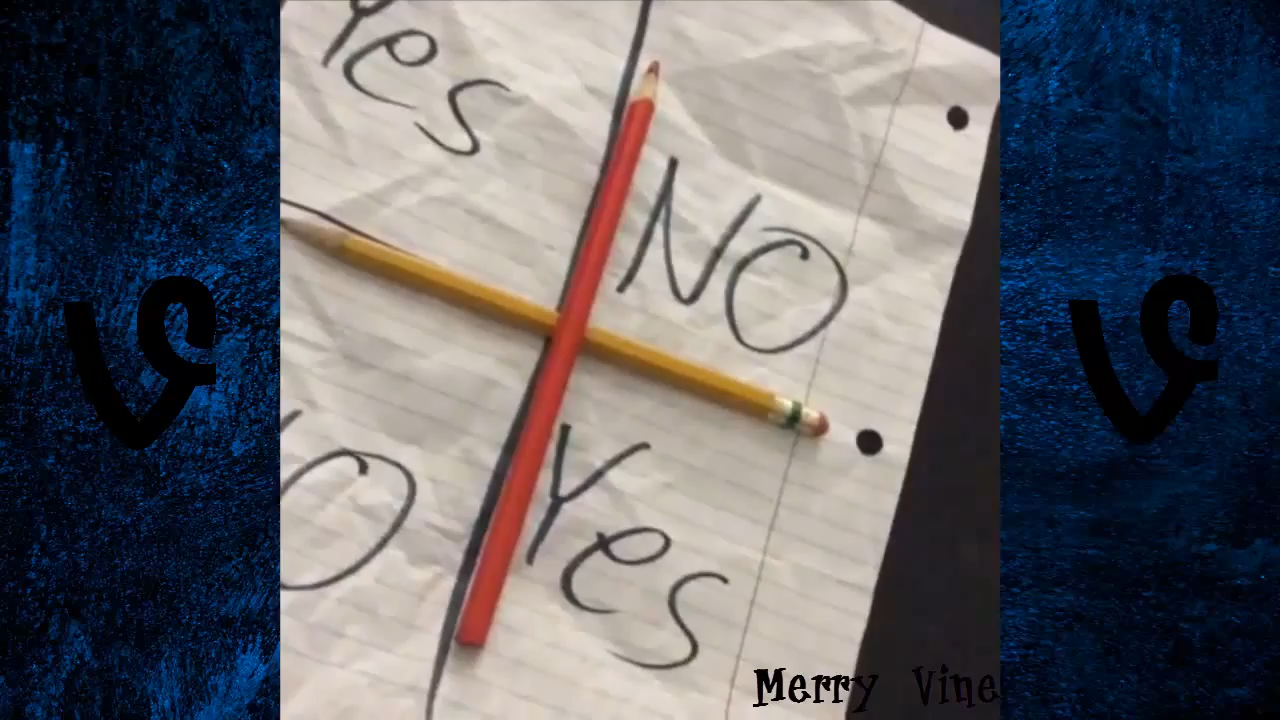 Yes
NO
O
Yes
Merry Vine